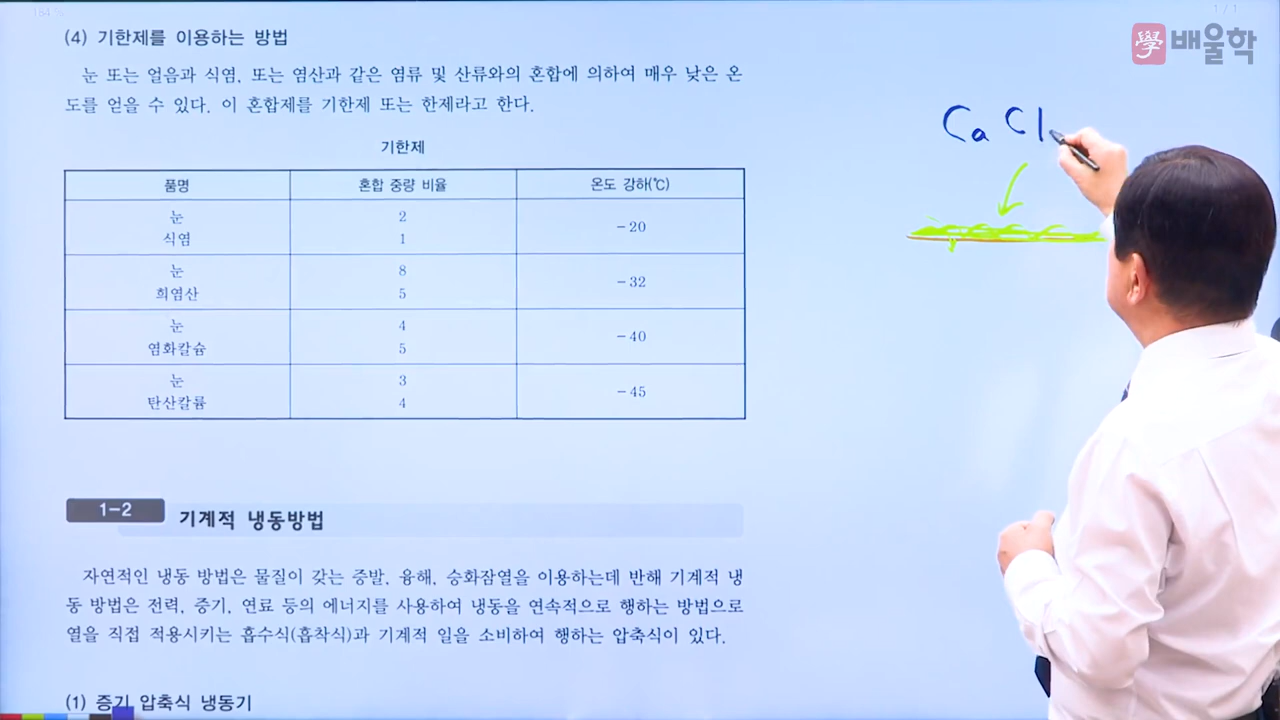 184 %
1 / 1
學 배울학
(4) 기한제를 이용하는 방법
눈 또는 얼음과 식염, 또는 염산과 같은 염류 및 산류와의 혼합에 의하여 매우 낮은 온
도를 얻을 수 있다. 이 혼합제를 기한제 또는 한제라고 한다.
기한제
품명 혼합 중량 비율 온도 강하(℃)
눈 2
식염 1
-20
눈 8
희염산 5
-32
눈 4
염화칼슘 5
-40
눈 3
탄산칼륨 4
-45
CaCl
1-2 기계적 냉동방법
자연적인 냉동 방법은 물질이 갖는 증발, 융해, 승화잠열을 이용하는데 반해 기계적 냉
동 방법은 전력, 증기, 연료 등의 에너지를 사용하여 냉동을 연속적으로 행하는 방법으로
열을 직접 적용시키는 흡수식(흡착식)과 기계적 일을 소비하여 행하는 압축식이 있다.
(1) 증기 압축식 냉동기